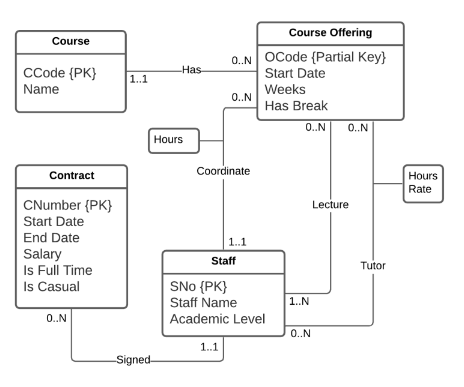 Course
CCode {PK}
Name
1..1
Has
0..N
Course Offering
OCode {Partial Key}
Start Date
Weeks
Has Break
0..N
0..N
0..N
Hours
Coordinate
Lecture
Hours
Rate
Tutor
Contract
CNumber {PK}
Start Date
End Date
Salary
Is Full Time
Is Casual
0..N
1..1
Staff
SNo {PK}
Staff Name
Academic Level
1..N
0..N
1..1
Signed